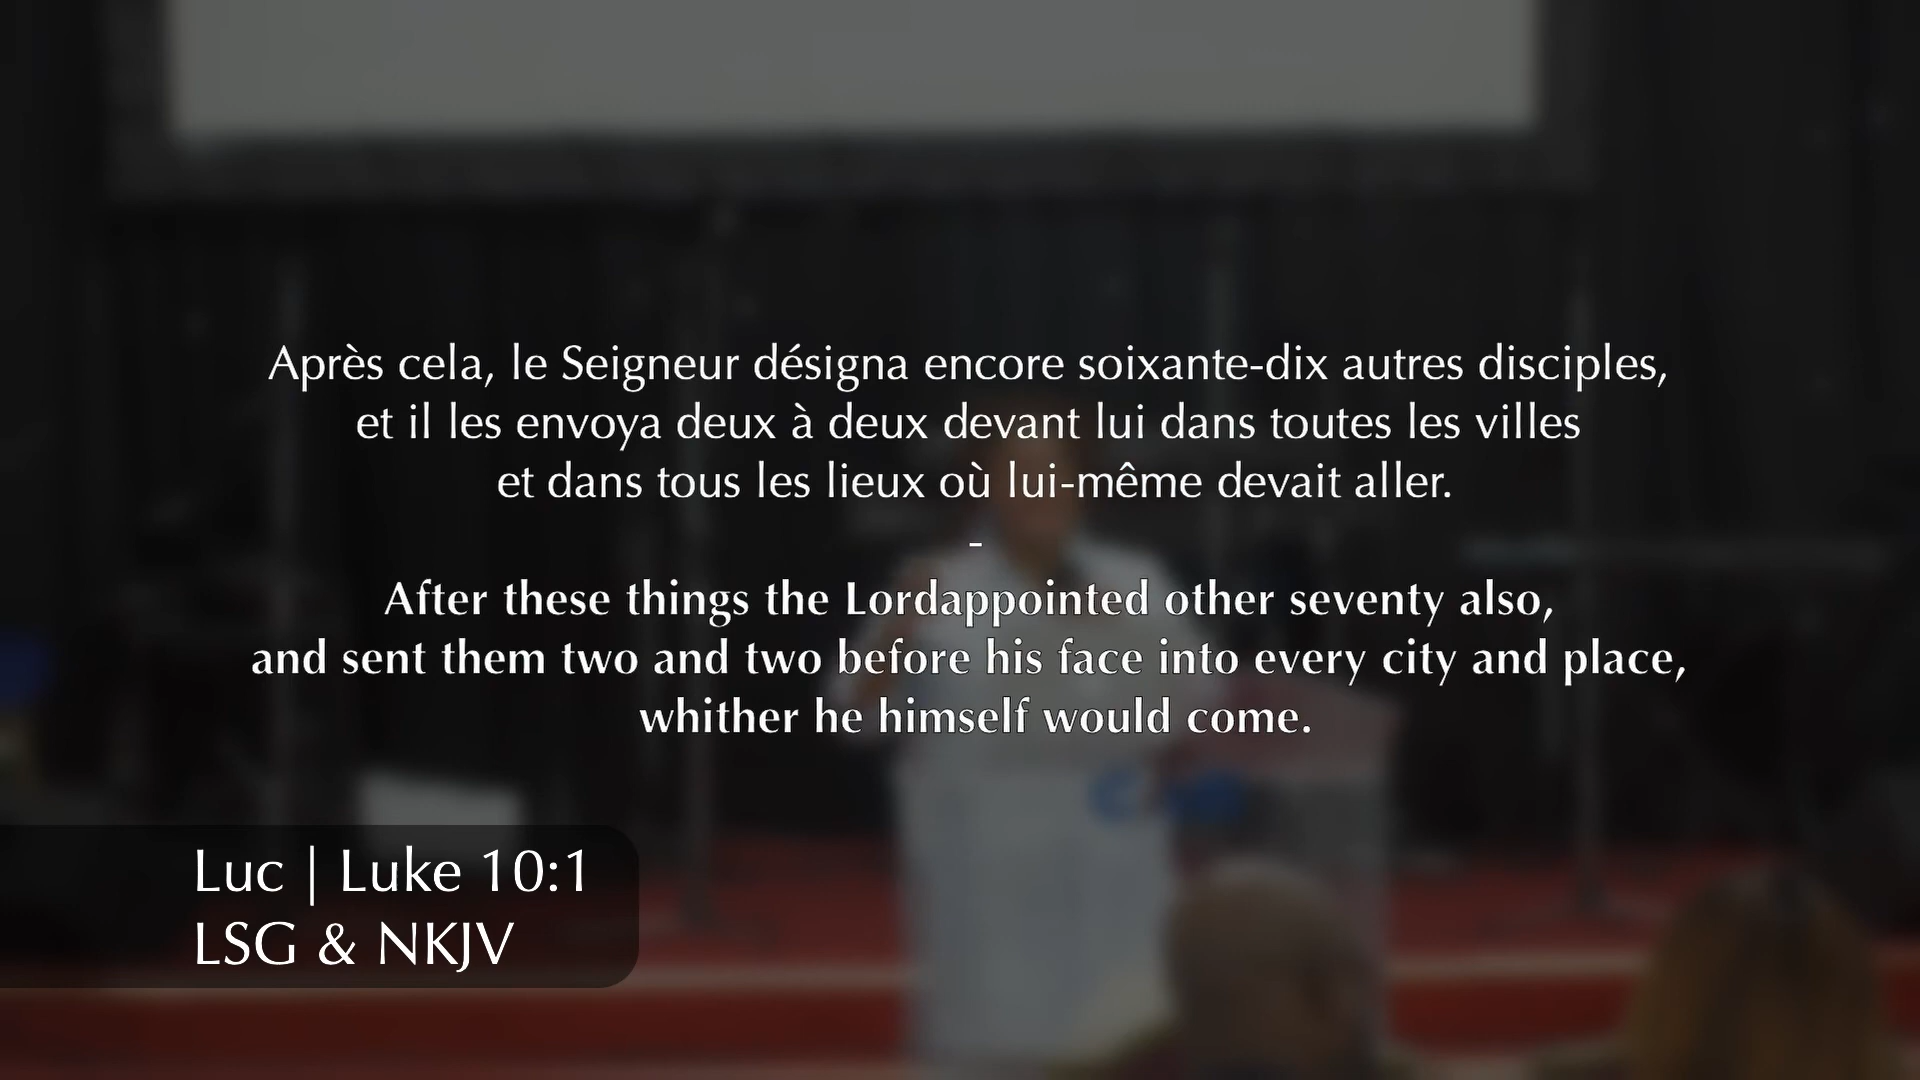 Après cela, le Seigneur désigna encore soixante-dix autres disciples,
et il les envoya deux à deux devant lui dans toutes les villes
et dans tous les lieux où lui-même devait aller.
-
After these things the Lordappointed other seventy also,
and sent them two and two before his face into every city and place,
whither he himself would come.
Luc | Luke 10:1
LSG & NKJV